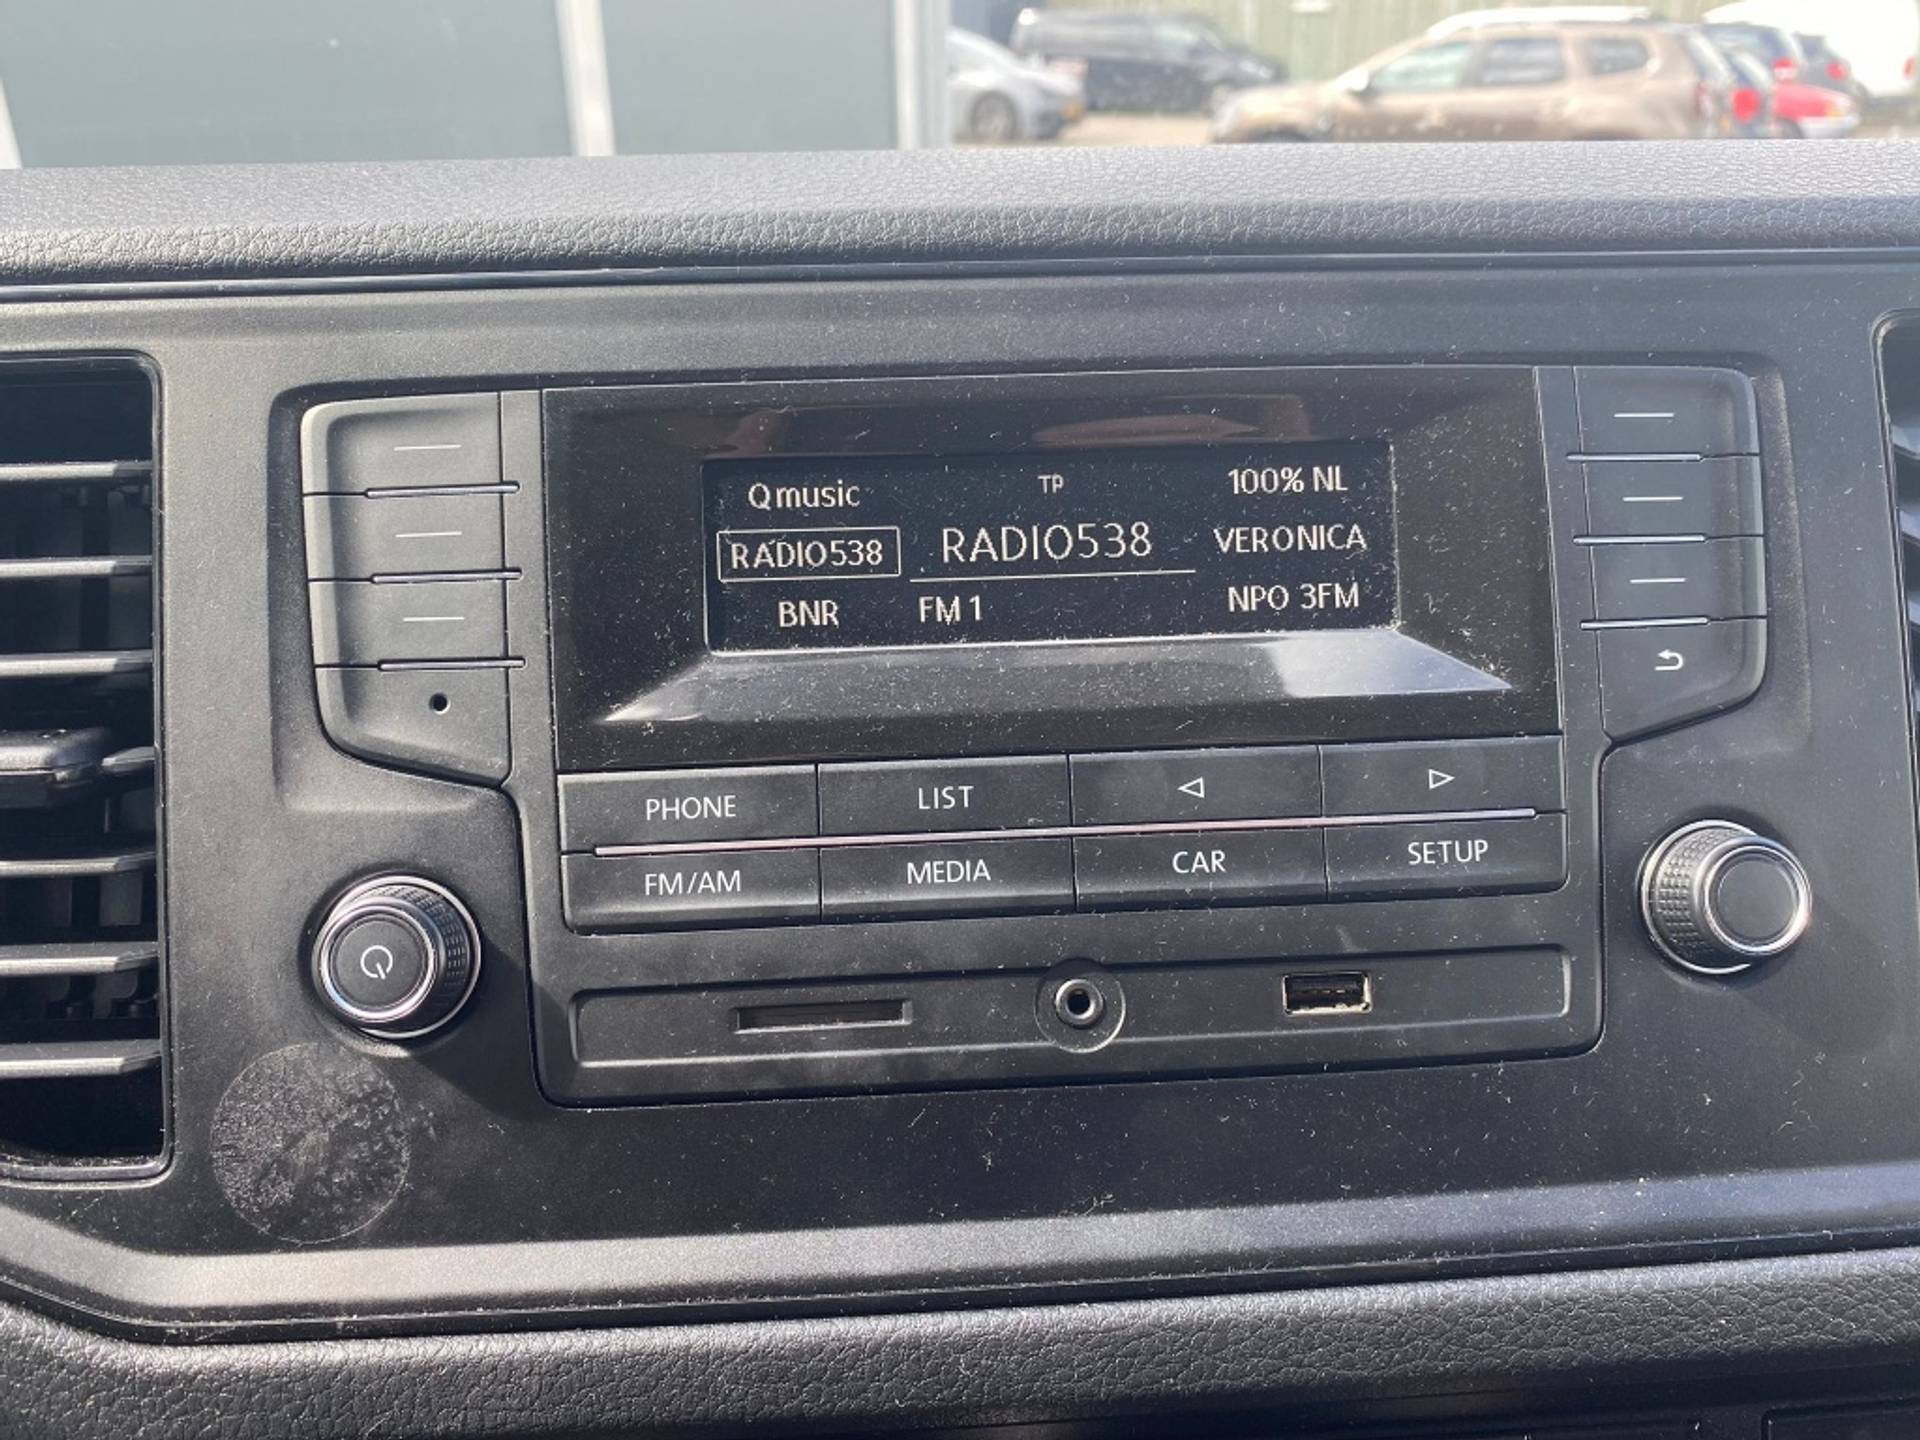 Qmusic TP 100% NL
RADIO538 RADIO538 VERONICA
BNR FM 1 NPO 3FM
PHONE LIST
FM/AM MEDIA CAR SETUP